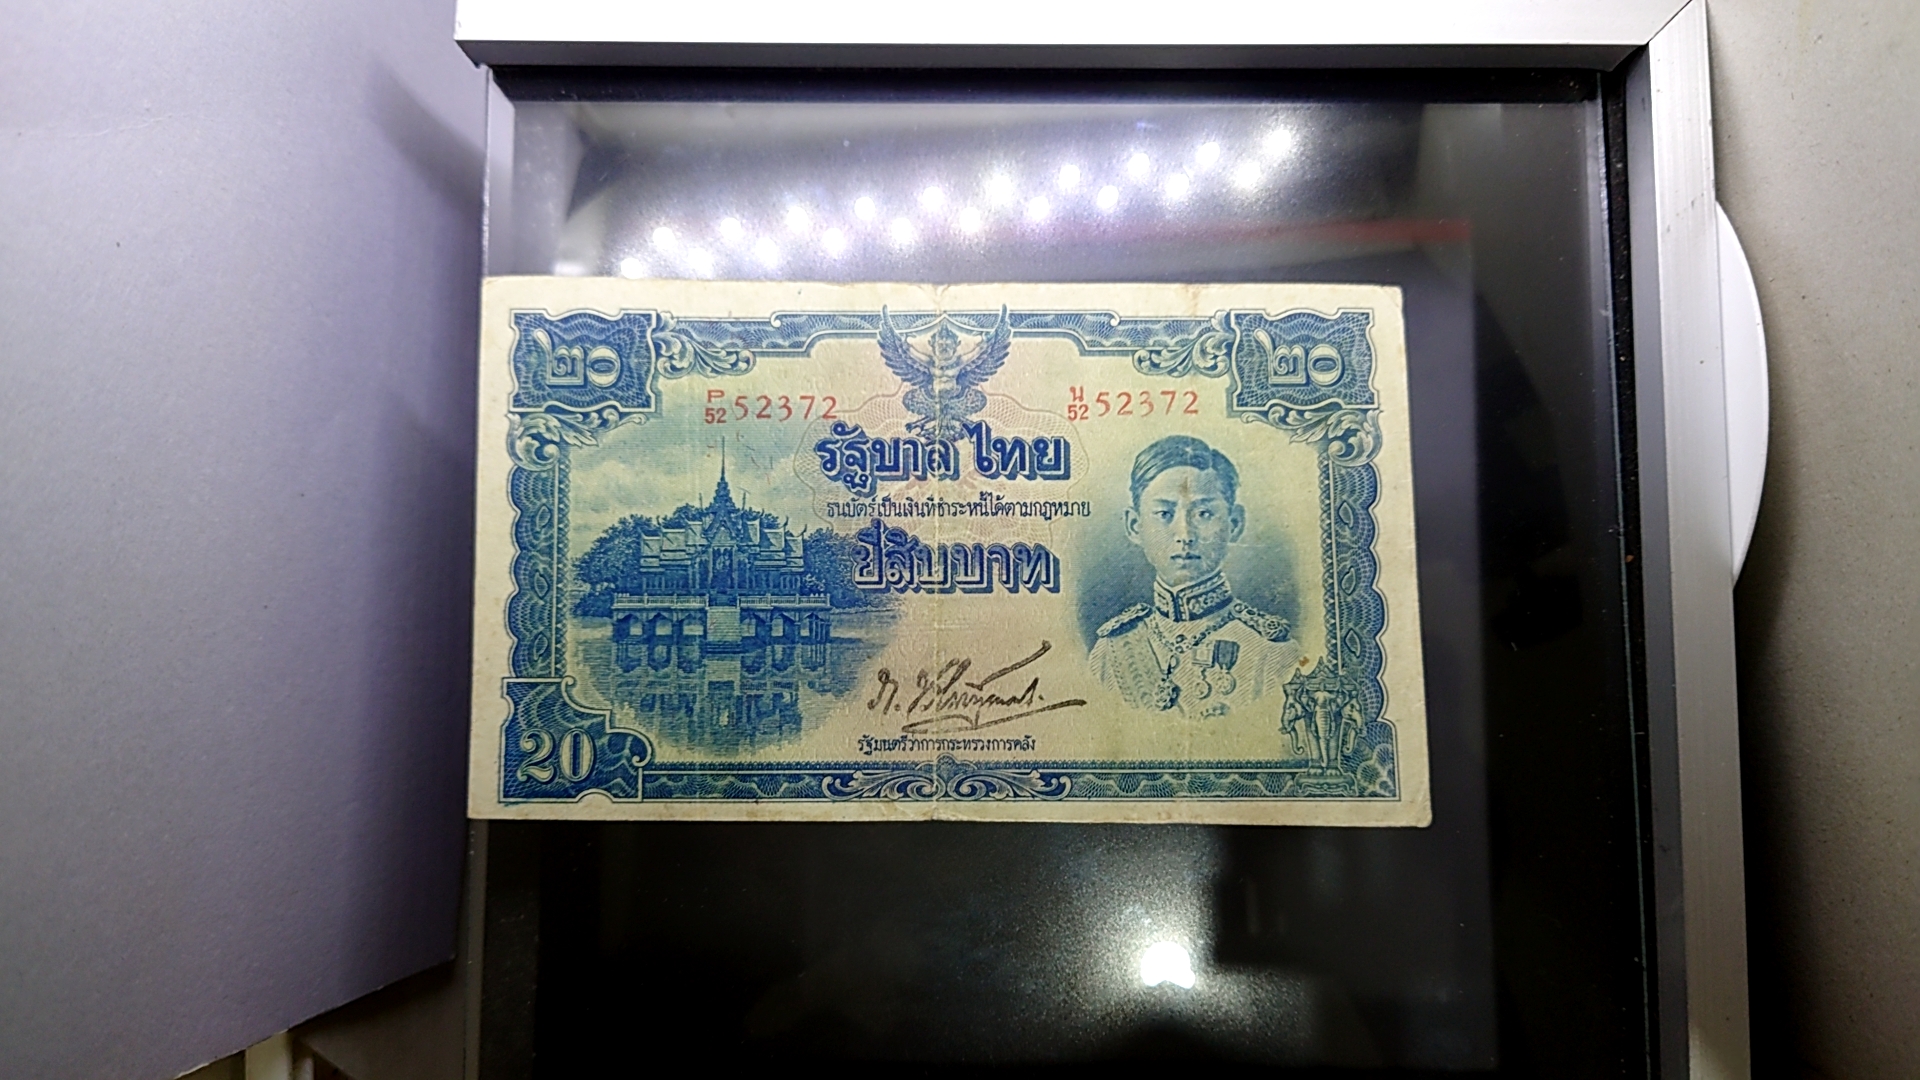 ๒๐ ๒๐
P/52 52372 น/52 52372
รัฐบาล ไทย
ธนบัตร์เป็นเงินที่ชำระหนี้ได้ตามกฎหมาย
ยี่สิบบาท
รัฐมนตรีว่าการกระทรวงการคลัง
20